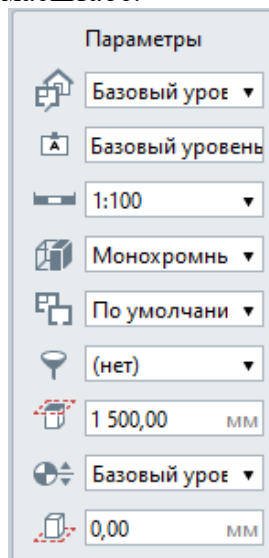 Параметры
Базовый уров
A
Базовый уровень
1:100
Монохромнь
По умолчани
(нет)
1 500,00 мм
Базовый уров
0,00 мм